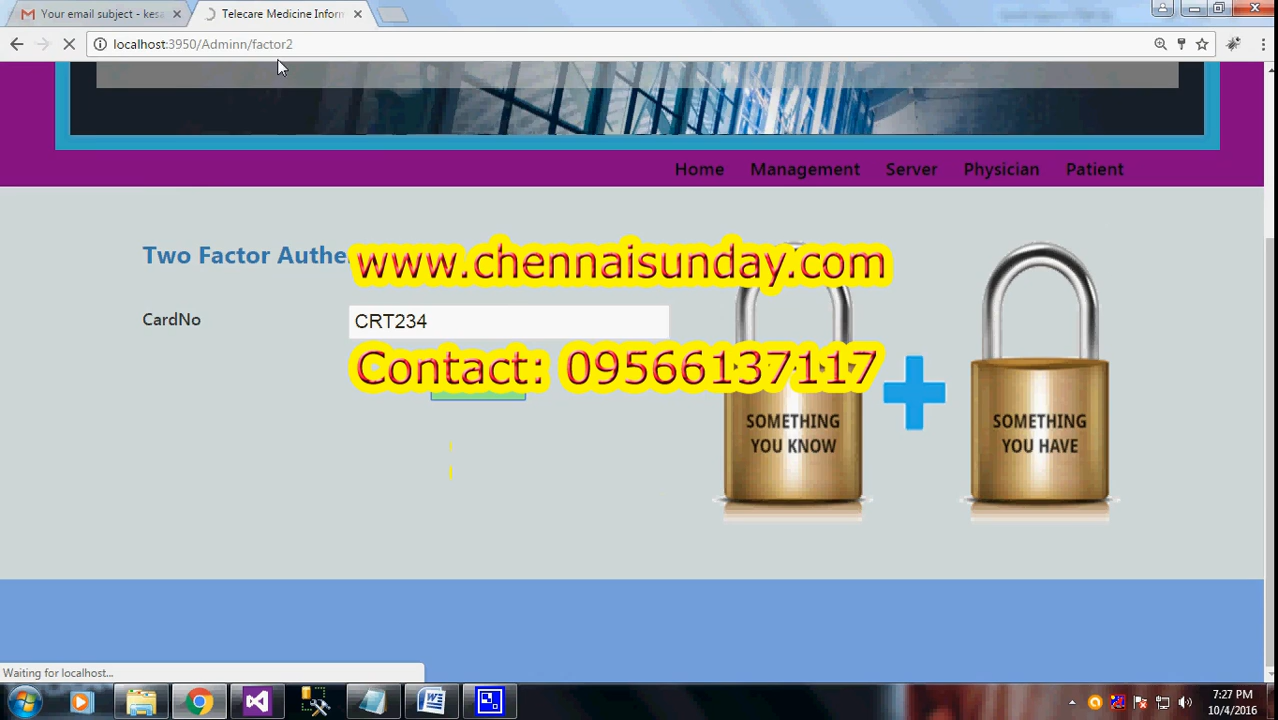 Your email subject - kesa
Telecare Medicine Inform
localhost:3950/Adminn/factor2
Home Management Server Physician Patient
Two Factor Authe
www.chennaisunday.com
CardNo CRT234
Contact: 09566137117
SOMETHING YOU KNOW
SOMETHING YOU HAVE
Waiting for localhost...
7:27 PM
10/4/2016